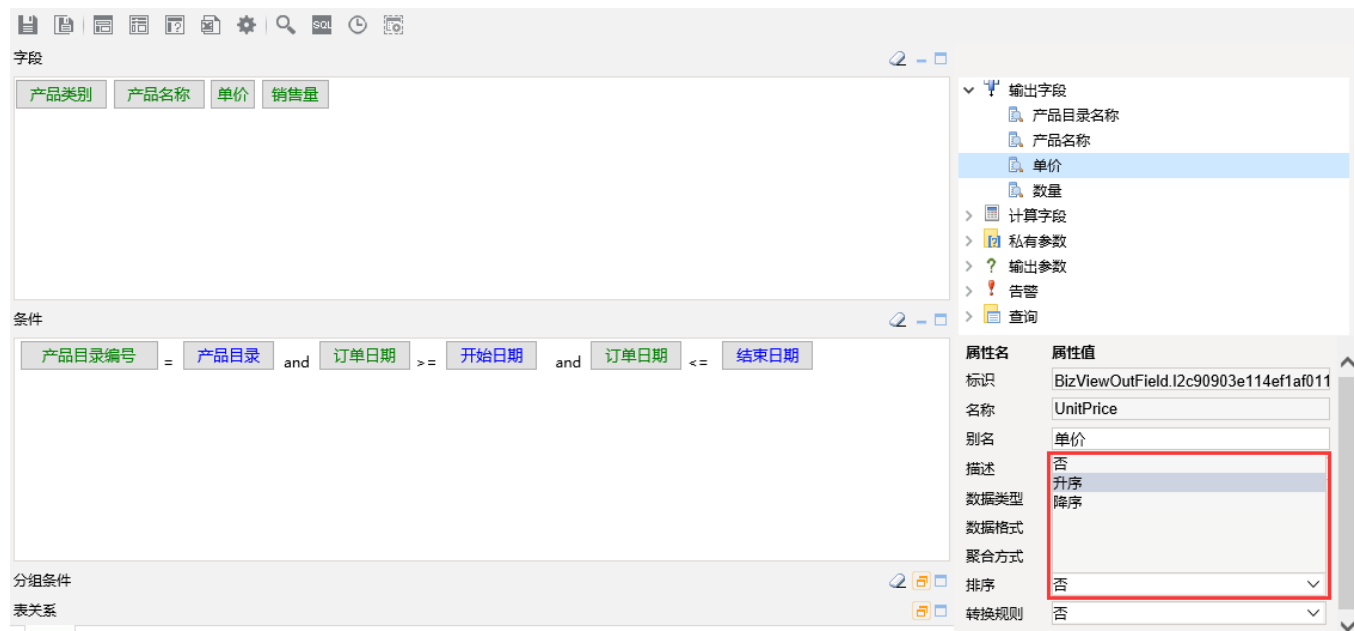 SQL
字段
产品类别 产品名称 单价 销售量
条件
产品目录编号 = 产品目录 and 订单日期 >= 开始日期 and 订单日期 <= 结束日期
分组条件
表关系
输出字段
产品目录名称
产品名称
单价
数量
计算字段
私有参数
输出参数
告警
查询
属性名 属性值
标识 BizViewOutField.I2c90903e114ef1af011
名称 UnitPrice
别名 单价
描述 否
升序
数据类型 降序
数据格式
聚合方式
排序 否
转换规则 否